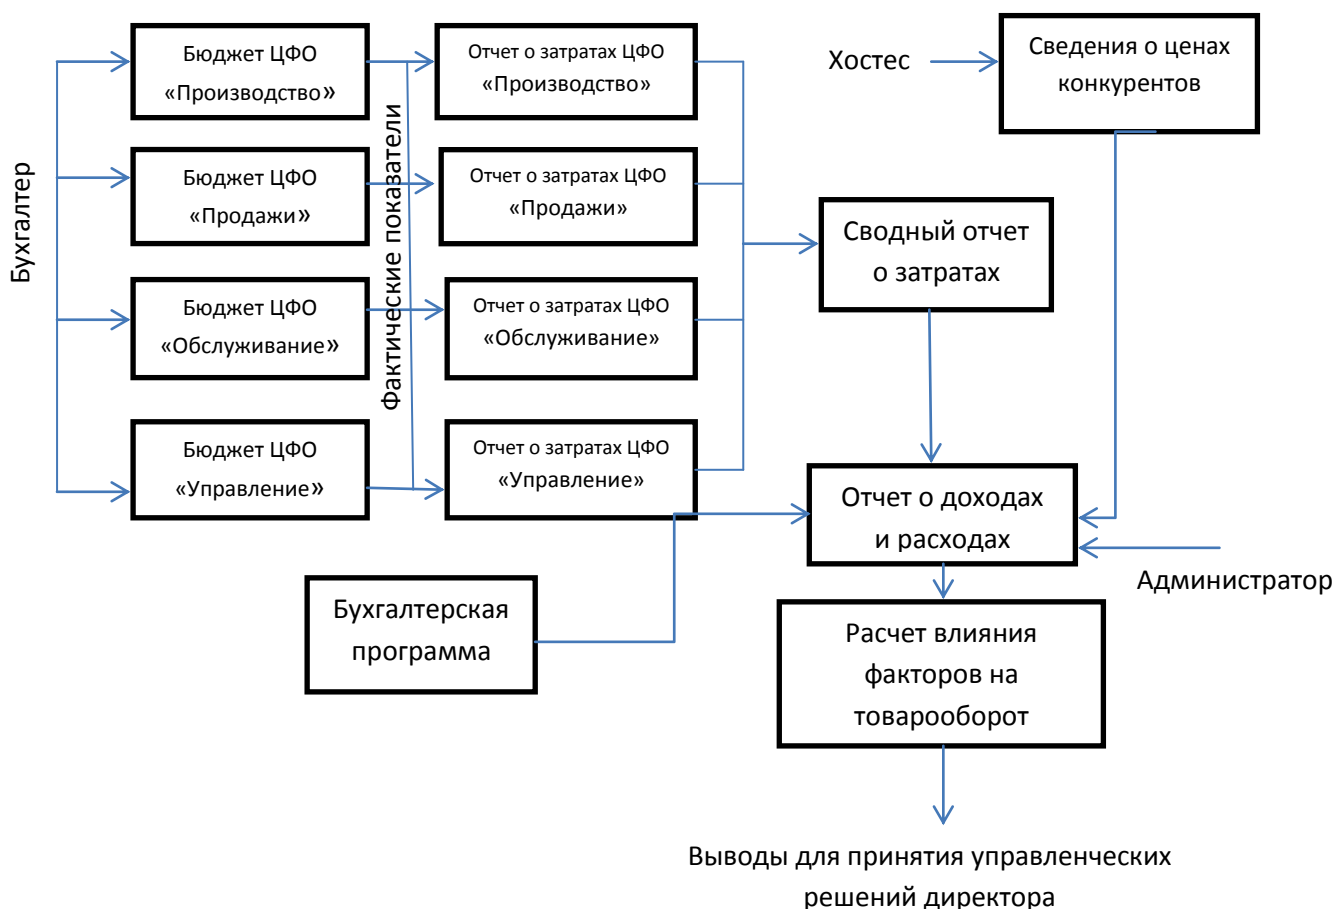 Бухгалтер
Бюджет ЦФО
«Производство»
Бюджет ЦФО
«Продажи»
Бюджет ЦФО
«Обслуживание»
Бюджет ЦФО
«Управление»
Фактические показатели
Отчет о затратах ЦФО
«Производство»
Отчет о затратах ЦФО
«Продажи»
Отчет о затратах ЦФО
«Обслуживание»
Отчет о затратах ЦФО
«Управление»
Хостес
Сведения о ценах
конкурентов
Сводный отчет
о затратах
Отчет о доходах
и расходах
Администратор
Бухгалтерская
программа
Расчет влияния
факторов на
товарооборот
Выводы для принятия управленческих
решений директора